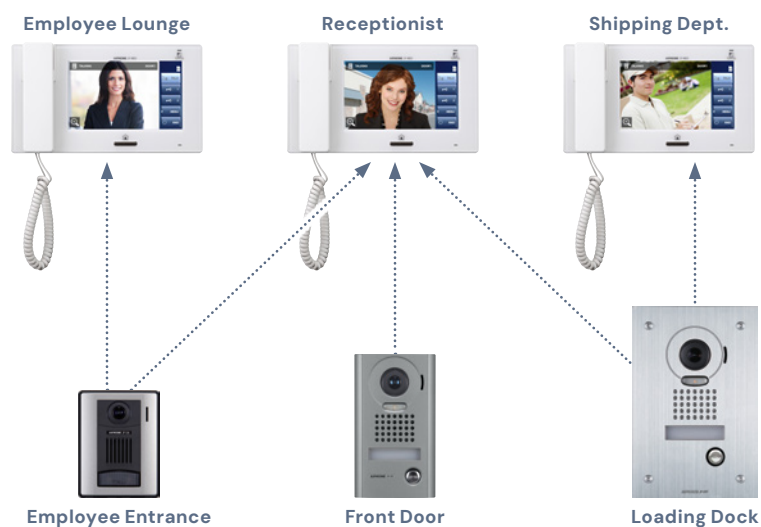 Employee Lounge
Receptionist
Shipping Dept.
Employee Entrance
Front Door
Loading Dock